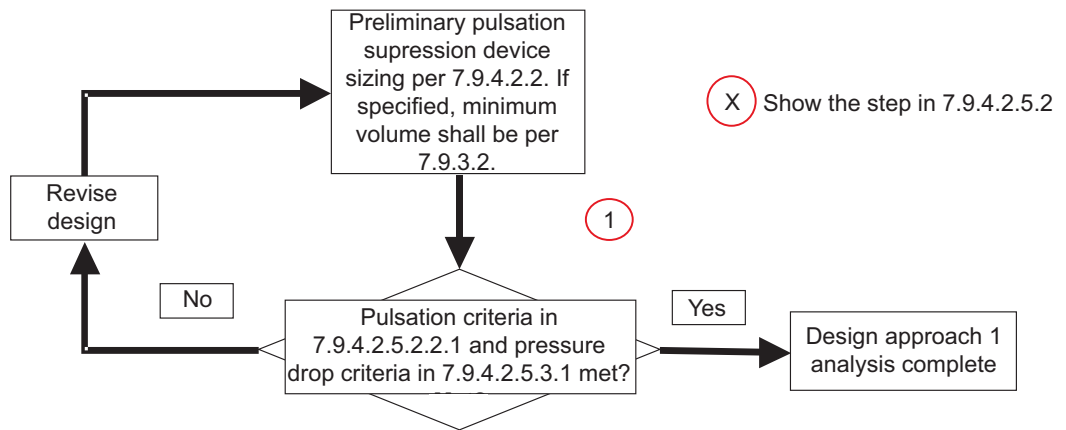 Preliminary pulsation
supression device
sizing per 7.9.4.2.2. If
specified, minimum
volume shall be per
7.9.3.2.
X Show the step in 7.9.4.2.5.2
Revise
design
1
No
Yes
Pulsation criteria in
7.9.4.2.5.2.2.1 and pressure
drop criteria in 7.9.4.2.5.3.1 met?
Design approach 1
analysis complete